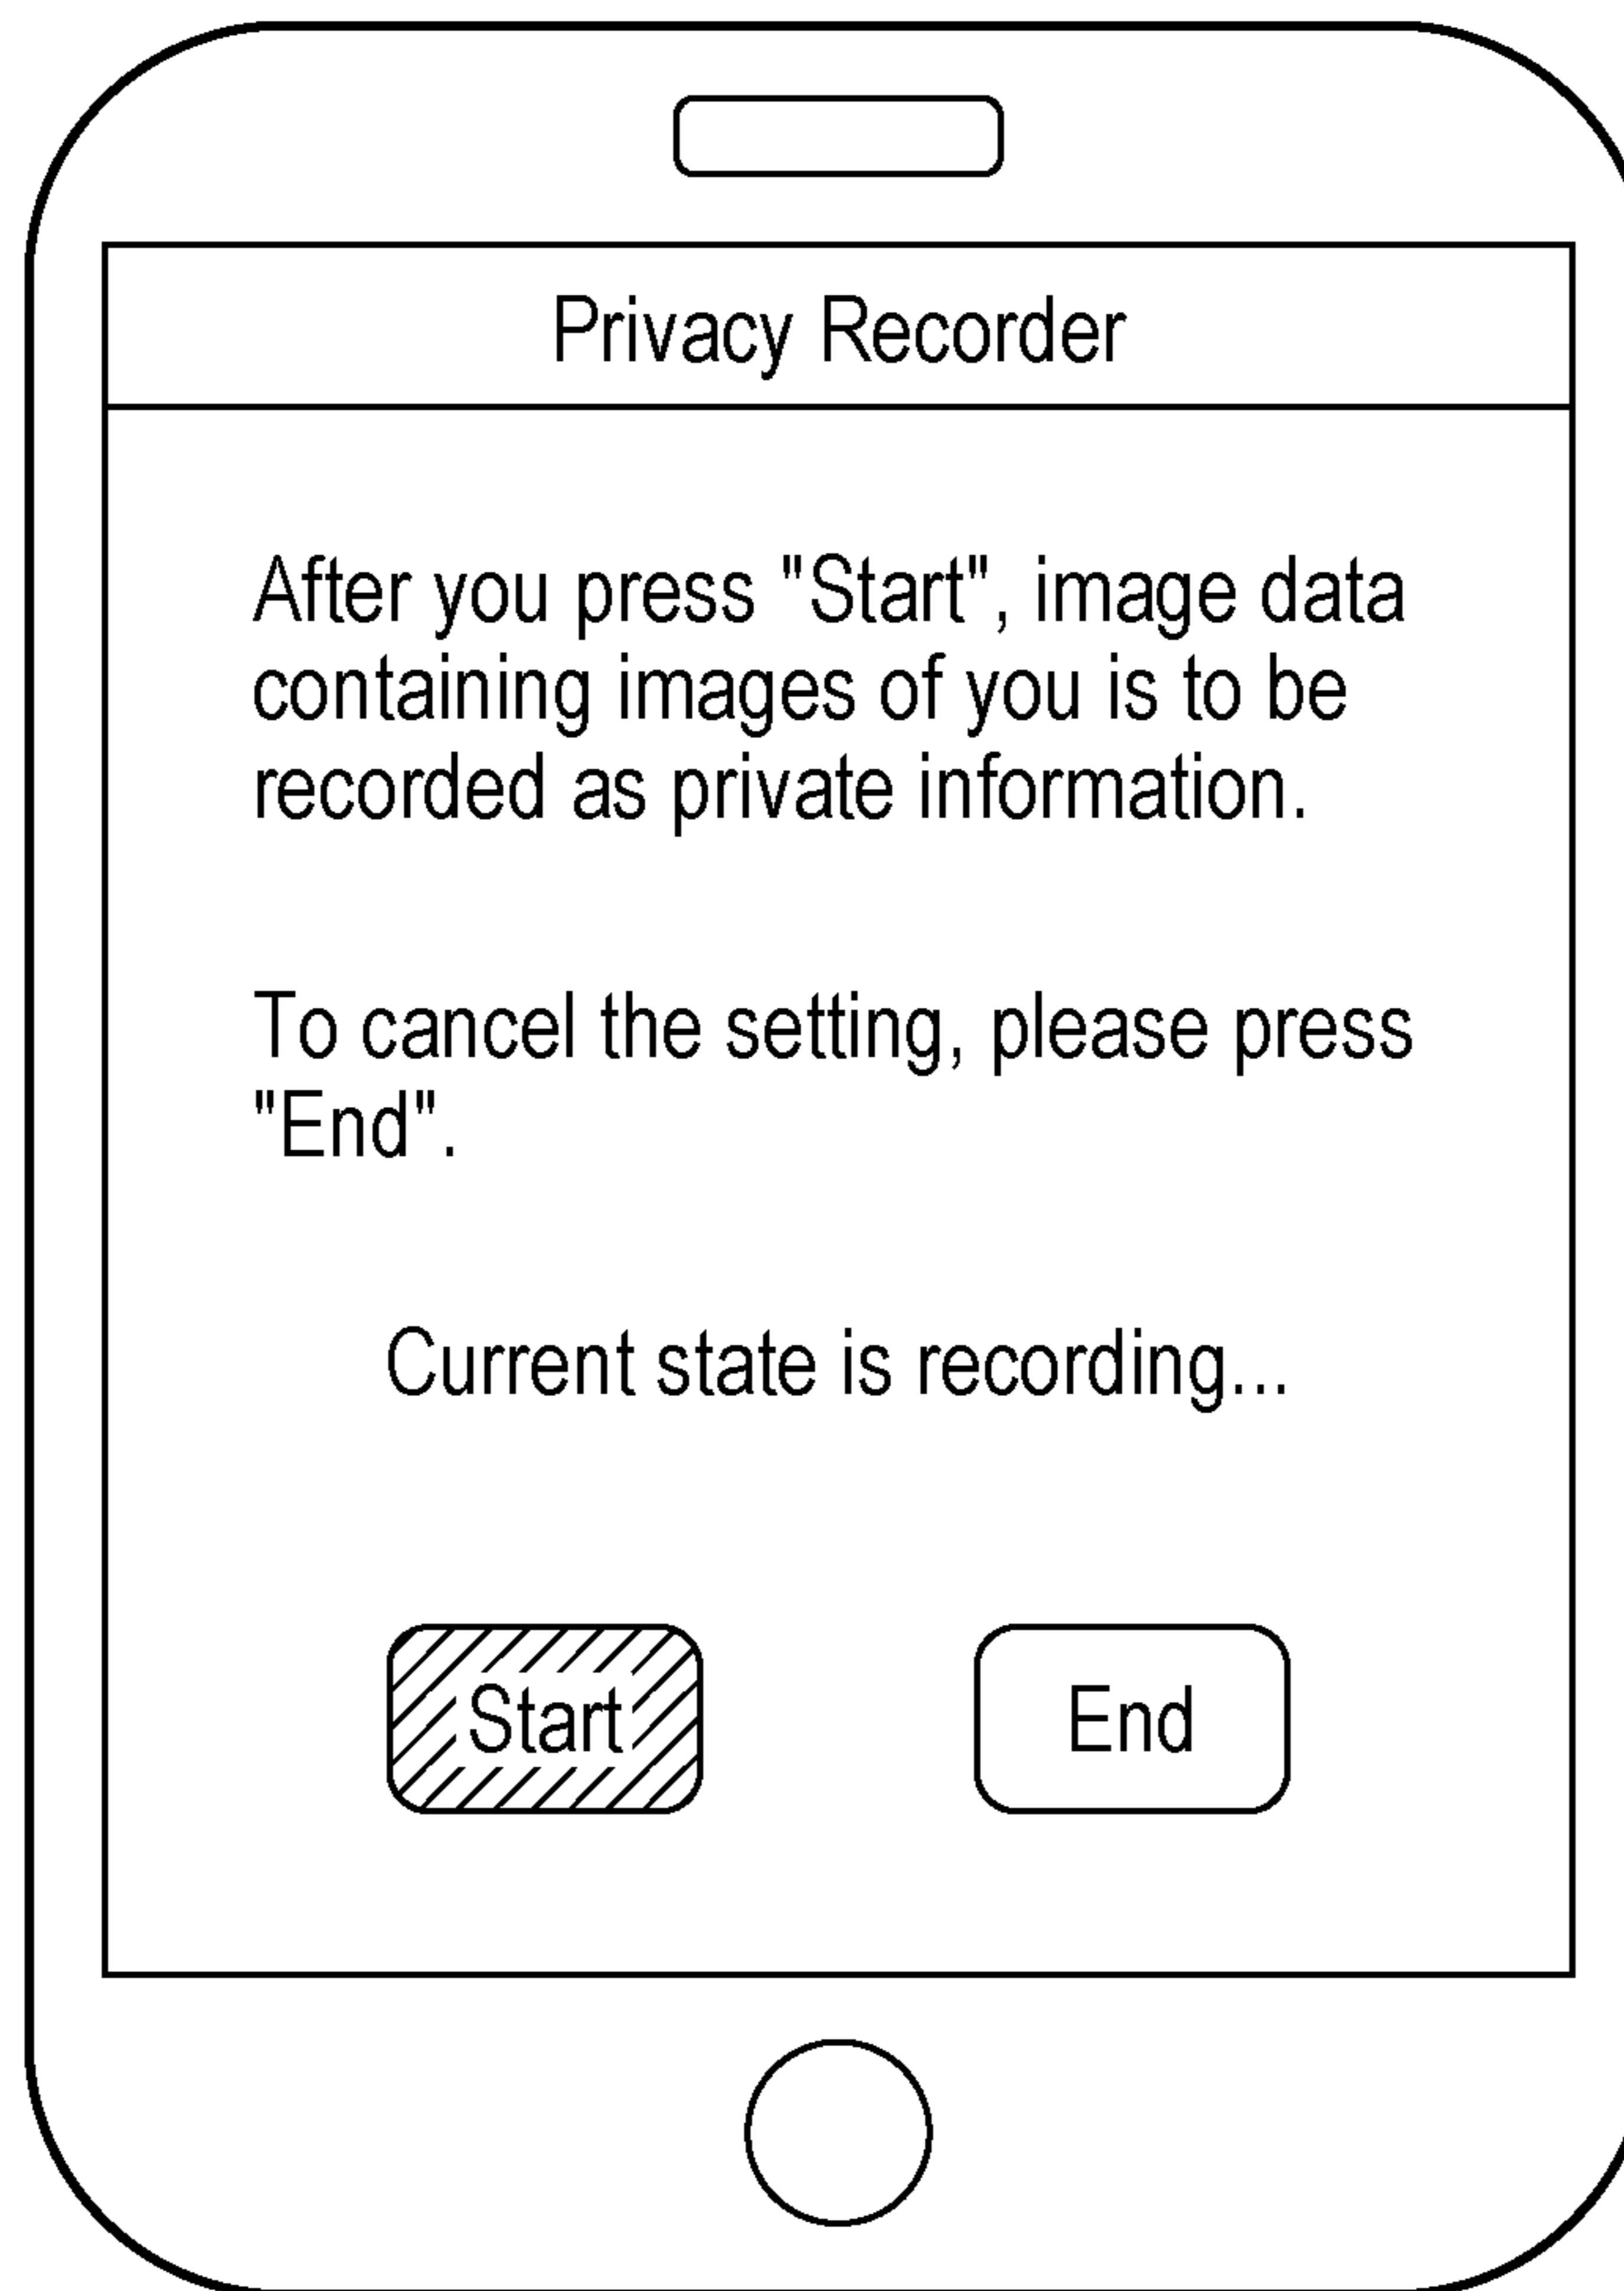 Privacy Recorder
After you press "Start", image data
containing images of you is to be
recorded as private information.
To cancel the setting, please press
"End".
Current state is recording...
Start
End